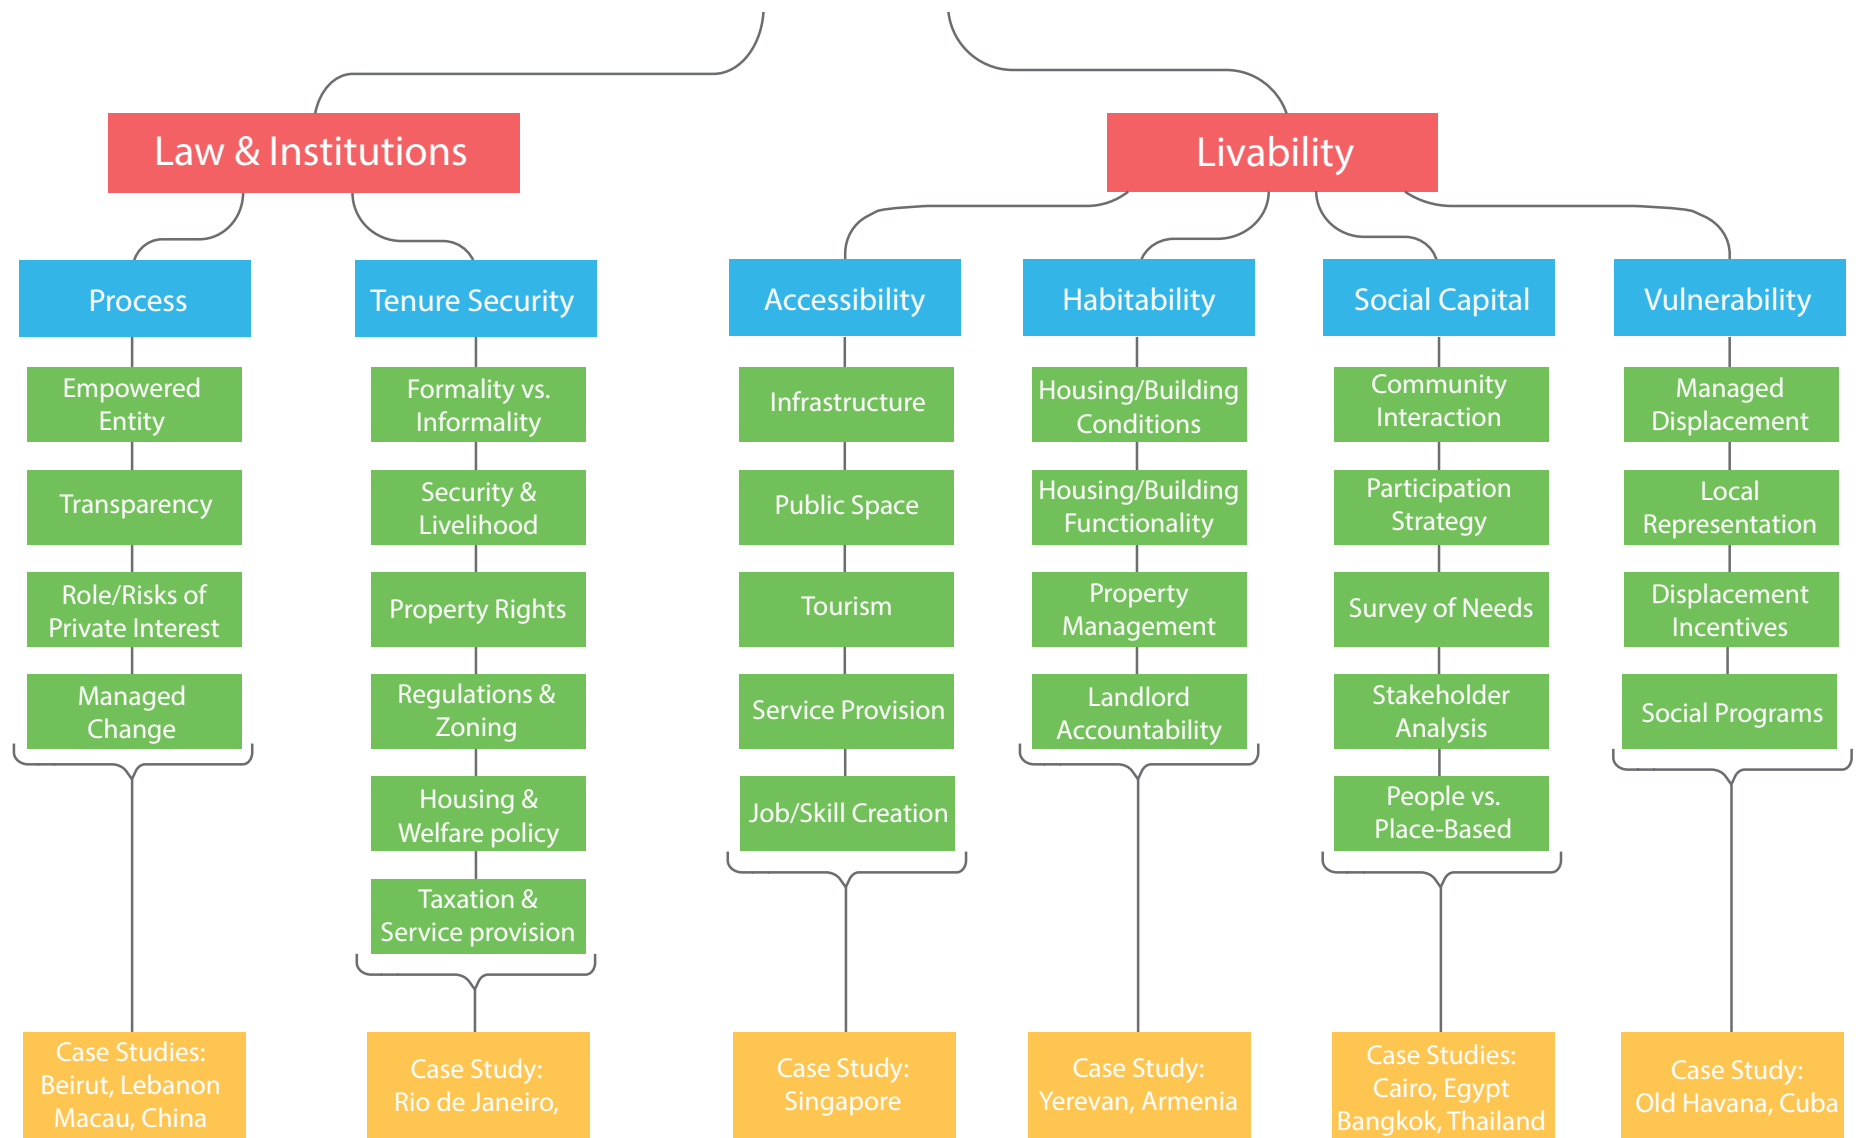 Law & Institutions
Livability
Process
Tenure Security
Accessibility
Habitability
Social Capital
Vulnerability
Empowered
Entity
Transparency
Role/Risks of
Private Interest
Managed
Change
Case Studies:
Beirut, Lebanon
Macau, China
Formality vs.
Informality
Security &
Livelihood
Property Rights
Regulations &
Zoning
Housing &
Welfare policy
Taxation &
Service provision
Case Study:
Rio de Janeiro,
Infrastructure
Public Space
Tourism
Service Provision
Job/Skill Creation
Case Study:
Singapore
Housing/Building
Conditions
Housing/Building
Functionality
Property
Management
Landlord
Accountability
Case Study:
Yerevan, Armenia
Community
Interaction
Participation
Strategy
Survey of Needs
Stakeholder
Analysis
People vs.
Place-Based
Case Studies:
Cairo, Egypt
Bangkok, Thailand
Managed
Displacement
Local
Representation
Displacement
Incentives
Social Programs
Case Study:
Old Havana, Cuba